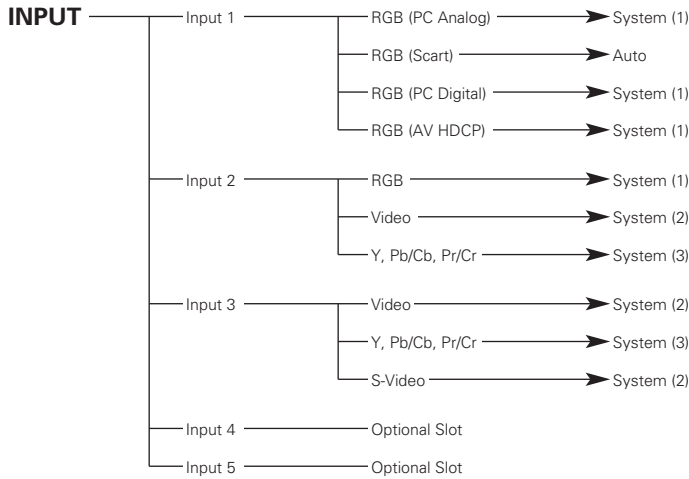 INPUT Input 1 RGB (PC Analog) System (1)
RGB (Scart) Auto
RGB (PC Digital) System (1)
RGB (AV HDCP) System (1)
Input 2 RGB System (1)
Video System (2)
Y, Pb/Cb, Pr/Cr System (3)
Input 3 Video System (2)
Y, Pb/Cb, Pr/Cr System (3)
S-Video System (2)
Input 4 Optional Slot
Input 5 Optional Slot